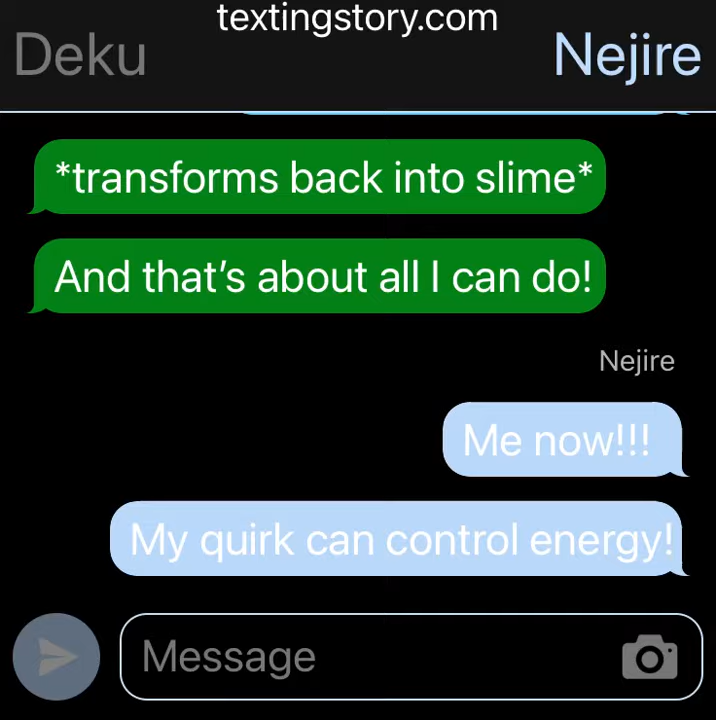 textingstory.com
Deku
Nejire
*transforms back into slime*
And that’s about all I can do!
Nejire
Me now!!!
My quirk can control energy!
Message